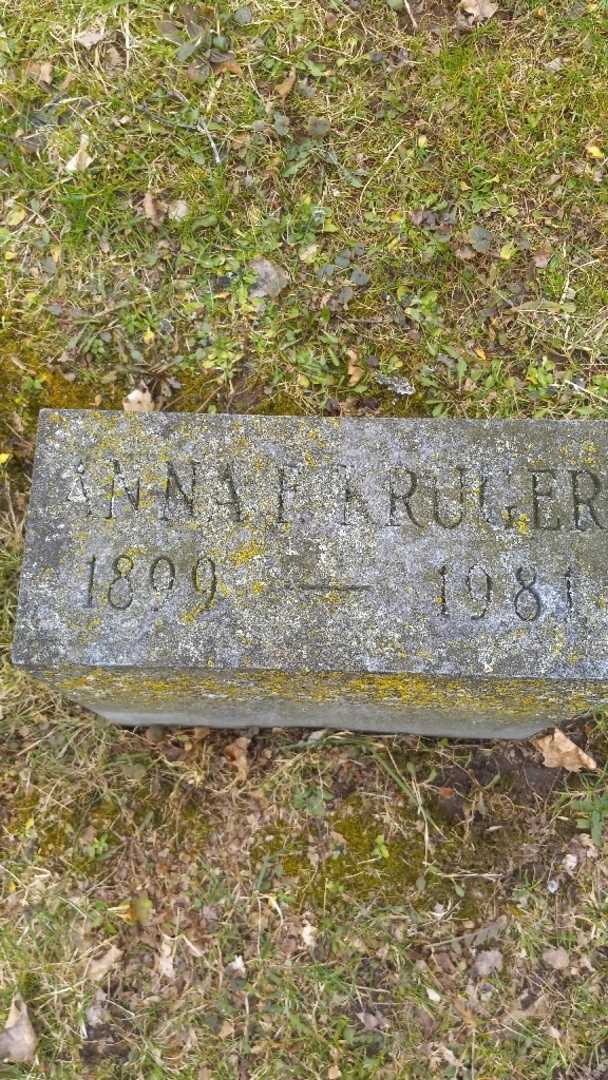 ANNA F. KRUGER
1899 — 1981